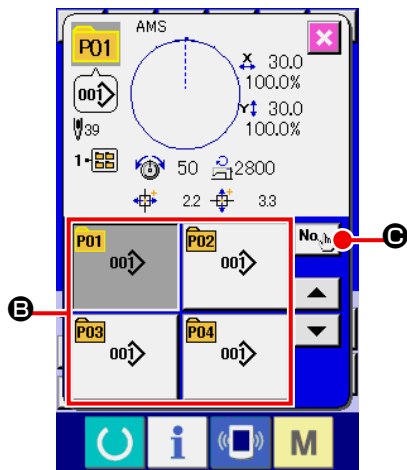 AMS
P01
X 30.0
100.0%
001
Y 30.0
100.0%
39
1-
50 2800
2.2 3.3
P01 001
P02 001
No.
C
B
P03 001
P04 001
i M